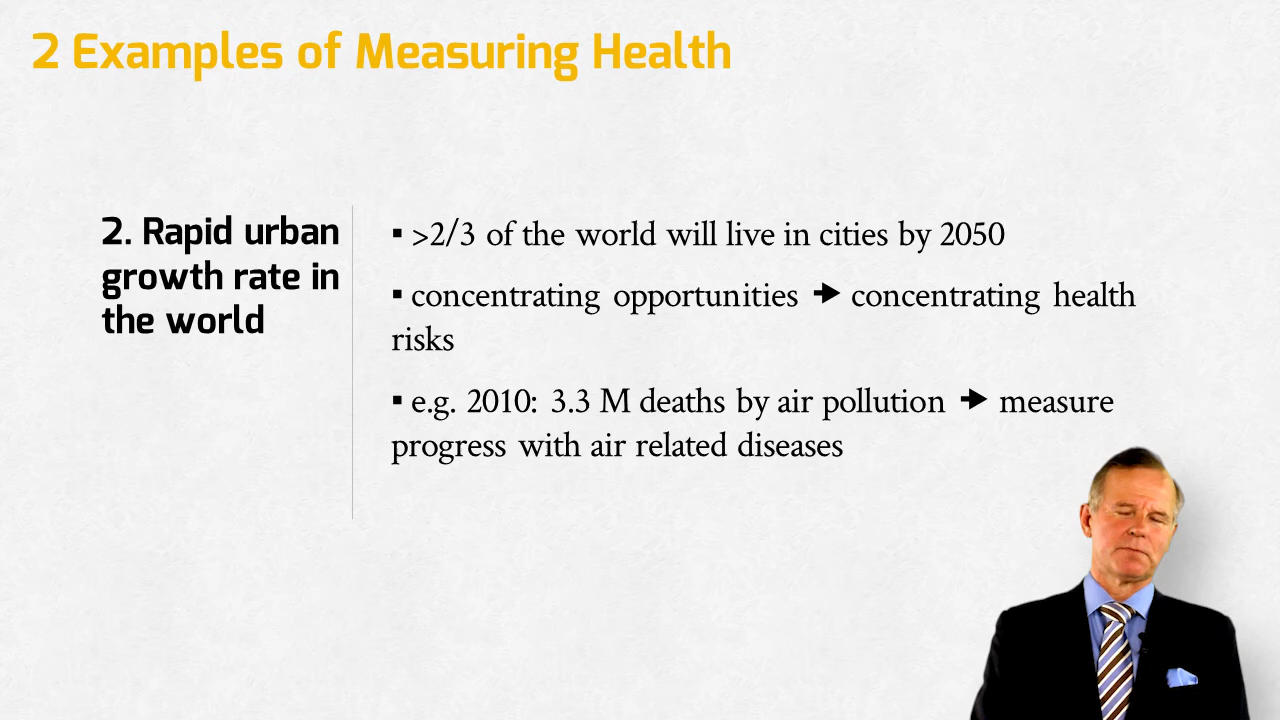 2 Examples of Measuring Health
2. Rapid urban
growth rate in
the world
▪ >2/3 of the world will live in cities by 2050
▪ concentrating opportunities 🡆 concentrating health
risks
▪ e.g. 2010: 3.3 M deaths by air pollution 🡆 measure
progress with air related diseases